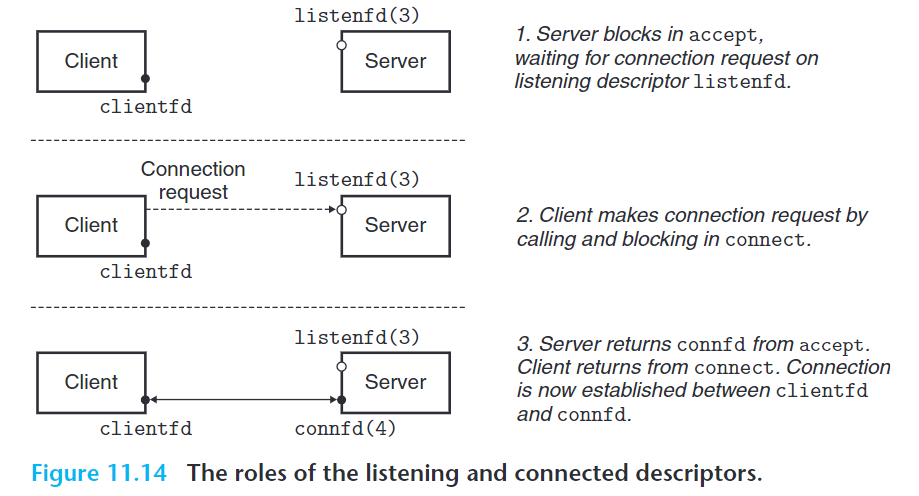 listenfd(3)
Client
Server
clientfd
1. Server blocks in accept,
waiting for connection request on
listening descriptor listenfd.
Connection
request
listenfd(3)
Client
Server
clientfd
2. Client makes connection request by
calling and blocking in connect.
listenfd(3)
Client
Server
clientfd
connfd(4)
3. Server returns connfd from accept.
Client returns from connect. Connection
is now established between clientfd
and connfd.
Figure 11.14 The roles of the listening and connected descriptors.